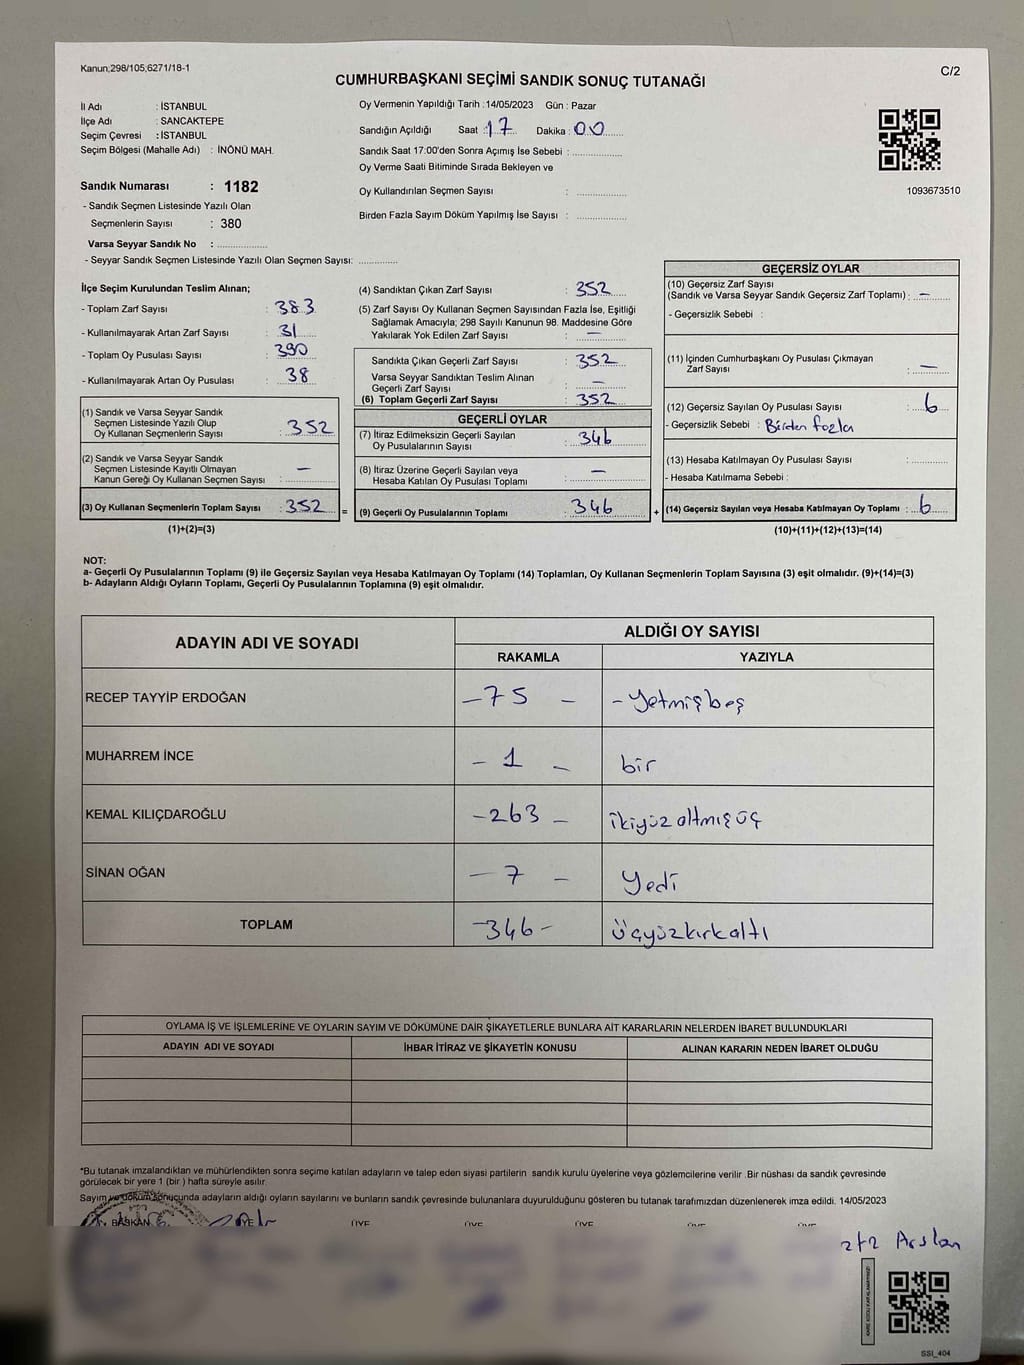 Kanun;298/105;6271/18-1
C/2
CUMHURBAŞKANI SEÇİMİ SANDIK SONUÇ TUTANAĞI
İl Adı : İSTANBUL
İlçe Adı : SANCAKTEPE
Seçim Çevresi : İSTANBUL
Seçim Bölgesi (Mahalle Adı) : İNÖNÜ MAH.
Sandık Numarası : 1182
- Sandık Seçmen Listesinde Yazılı Olan
Seçmenlerin Sayısı : 380
Varsa Seyyar Sandık No : ..................
- Seyyar Sandık Seçmen Listesinde Yazılı Olan Seçmen Sayısı: .............
Oy Vermenin Yapıldığı Tarih :14/05/2023 Gün : Pazar
Sandığın Açıldığı Saat : 17 Dakika : 00
Sandık Saat 17:00'den Sonra Açımış İse Sebebi : ..................
Oy Verme Saati Bitiminde Sırada Bekleyen ve
Oy Kullandırılan Seçmen Sayısı : ..................
Birden Fazla Sayım Döküm Yapılmış İse Sayısı : ..................
1093673510
İlçe Seçim Kurulundan Teslim Alınan;
- Toplam Zarf Sayısı : 383
- Kullanılmayarak Artan Zarf Sayısı : 31
- Toplam Oy Pusulası Sayısı : 390
- Kullanılmayarak Artan Oy Pusulası : 38
(1) Sandık ve Varsa Seyyar Sandık
Seçmen Listesinde Yazılı Olup
Oy Kullanan Seçmenlerin Sayısı : 352
(2) Sandık ve Varsa Seyyar Sandık
Seçmen Listesinde Kayıtlı Olmayan
Kanun Gereği Oy Kullanan Seçmen Sayısı : —
(3) Oy Kullanan Seçmenlerin Toplam Sayısı : 352 =
(1)+(2)=(3)
(4) Sandıktan Çıkan Zarf Sayısı : 352
(5) Zarf Sayısı Oy Kullanan Seçmen Sayısından Fazla İse, Eşitliği
Sağlamak Amacıyla; 298 Sayılı Kanunun 98. Maddesine Göre
Yakılarak Yok Edilen Zarf Sayısı : —
Sandıkta Çıkan Geçerli Zarf Sayısı : 352
Varsa Seyyar Sandıktan Teslim Alınan
Geçerli Zarf Sayısı : —
(6) Toplam Geçerli Zarf Sayısı : 352
GEÇERLİ OYLAR
(7) İtiraz Edilmeksizin Geçerli Sayılan
Oy Pusulalarının Sayısı : 346
(8) İtiraz Üzerine Geçerli Sayılan veya
Hesaba Katılan Oy Pusulası Toplamı : —
(9) Geçerli Oy Pusulalarının Toplamı : 346 +
GEÇERSİZ OYLAR
(10) Geçersiz Zarf Sayısı
(Sandık ve Varsa Seyyar Sandık Geçersiz Zarf Toplamı) : —
- Geçersizlik Sebebi :
(11) İçinden Cumhurbaşkanı Oy Pusulası Çıkmayan
Zarf Sayısı : —
(12) Geçersiz Sayılan Oy Pusulası Sayısı : 6
- Geçersizlik Sebebi : Birden fazla
(13) Hesaba Katılmayan Oy Pusulası Sayısı : ............
- Hesaba Katılmama Sebebi :
(14) Geçersiz Sayılan veya Hesaba Katılmayan Oy Toplamı : 6
(10)+(11)+(12)+(13)=(14)
NOT:
a- Geçerli Oy Pusulalarının Toplamı (9) ile Geçersiz Sayılan veya Hesaba Katılmayan Oy Toplamı (14) Toplamları, Oy Kullanan Seçmenlerin Toplam Sayısına (3) eşit olmalıdır. (9)+(14)=(3)
b- Adayların Aldığı Oyların Toplamı, Geçerli Oy Pusulalarının Toplamına (9) eşit olmalıdır.
ADAYIN ADI VE SOYADI
ALDIĞI OY SAYISI
RAKAMLA YAZIYLA
RECEP TAYYİP ERDOĞAN -75- -Yetmişbeş
MUHARREM İNCE -1- bir
KEMAL KILIÇDAROĞLU -263- ikiyüz altmış üç
SİNAN OĞAN -7- Yedi
TOPLAM -346- Üçyüzkırkaltı
OYLAMA İŞ VE İŞLEMLERİNE VE OYLARIN SAYIM VE DÖKÜMÜNE DAİR ŞİKAYETLERLE BUNLARA AİT KARARLARIN NELERDEN İBARET BULUNDUKLARI
ADAYIN ADI VE SOYADI İHBAR İTİRAZ VE ŞİKAYETİN KONUSU ALINAN KARARIN NEDEN İBARET OLDUĞU
*Bu tutanak imzalandıktan ve mühürlendikten sonra seçime katılan adayların ve talep eden siyasi partilerin sandık kurulu üyelerine veya gözlemcilerine verilir. Bir nüshası da sandık çevresinde
görülecek bir yere 1 (bir ) hafta süreyle asılır.
Sayım ve döküm sonucunda adayların aldığı oyların sayılarını ve bunların sandık çevresinde bulunanlara duyurulduğunu gösteren bu tutanak tarafımızdan düzenlenerek imza edildi. 14/05/2023
BAŞKAN ÜYE ÜYE ÜYE ÜYE ÜYE ÜYE
Arslan
SSI_404